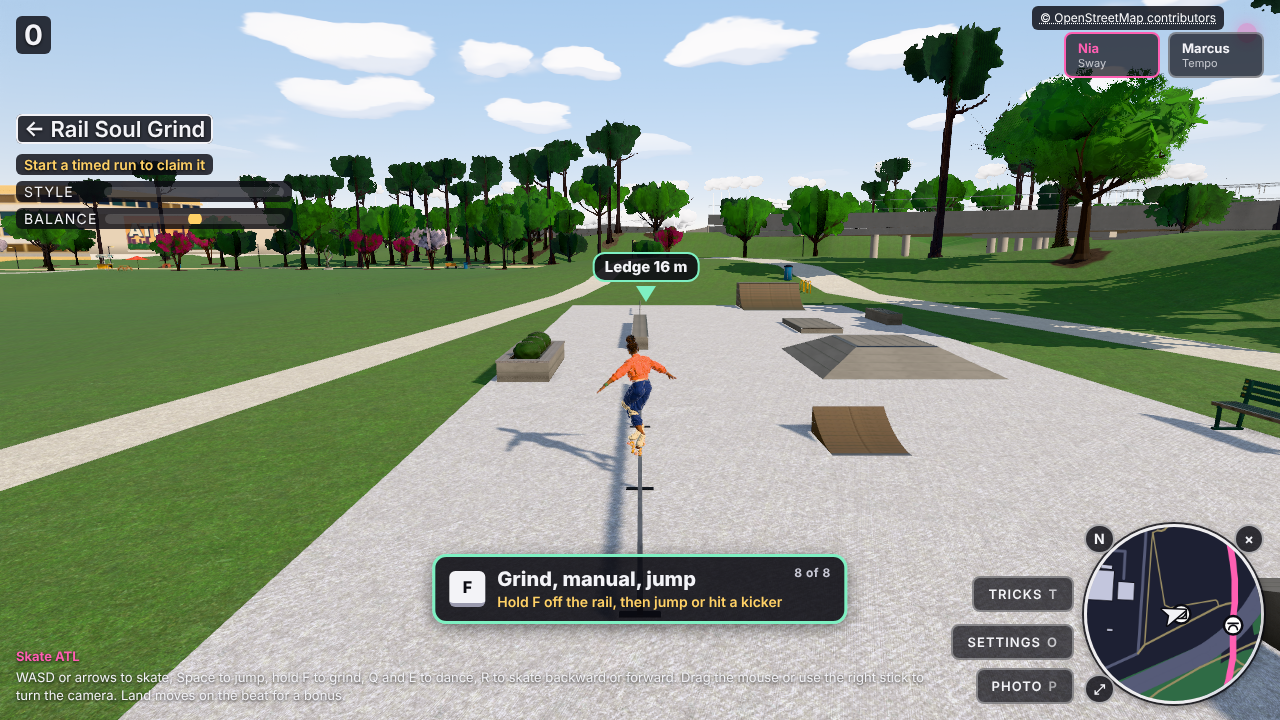 0
© OpenStreetMap contributors
Nia
Sway
Marcus
Tempo
← Rail Soul Grind
Start a timed run to claim it
STYLE
BALANCE
Ledge 16 m
F
Grind, manual, jump
8 of 8
Hold F off the rail, then jump or hit a kicker
N
×
TRICKS T
SETTINGS O
PHOTO P
Skate ATL
WASD or arrows to skate, Space to jump, hold F to grind, Q and E to dance, R to skate backward or forward. Drag the mouse or use the right stick to
turn the camera. Land moves on the beat for a bonus.